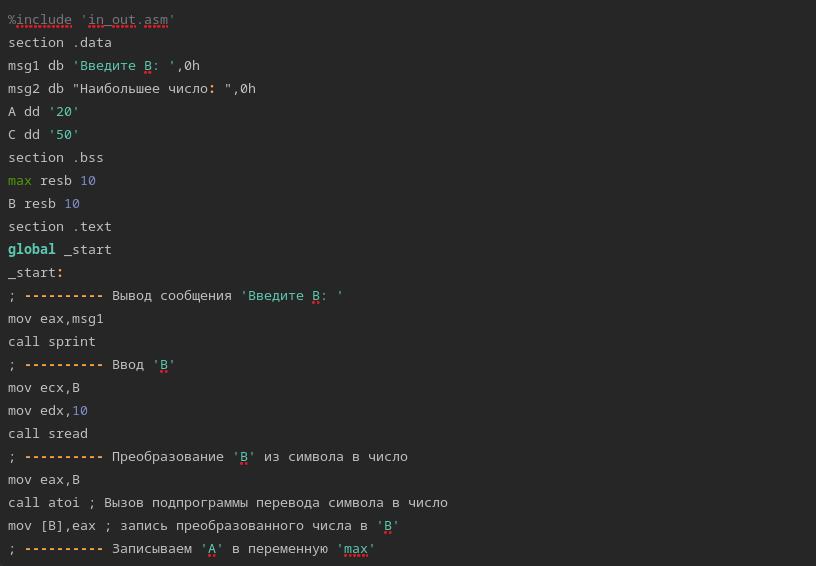 %include 'in_out.asm'
section .data
msg1 db 'Введите B: ',0h
msg2 db "Наибольшее число: ",0h
A dd '20'
C dd '50'
section .bss
max resb 10
B resb 10
section .text
global _start
_start:
; ---------- Вывод сообщения 'Введите B: '
mov eax,msg1
call sprint
; ---------- Ввод 'B'
mov ecx,B
mov edx,10
call sread
; ---------- Преобразование 'B' из символа в число
mov eax,B
call atoi ; Вызов подпрограммы перевода символа в число
mov [B],eax ; запись преобразованного числа в 'B'
; ---------- Записываем 'A' в переменную 'max'